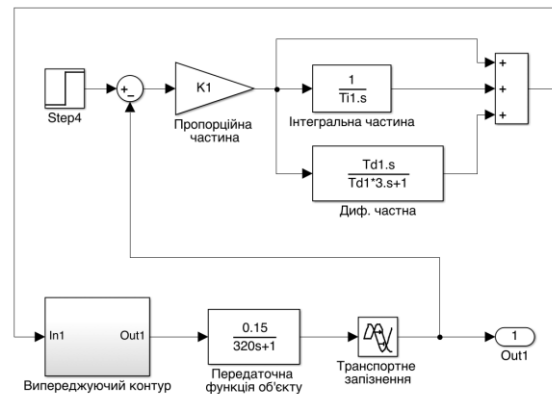 +
−
Step4
K1
Пропорційна
частина
1
Ti1.s
Інтегральна частина
Td1.s
Td1*3.s+1
Диф. частна
+
+
+
In1
Out1
Випереджуючий контур
0.15
320s+1
Передаточна
функція об'єкту
Транспортне
запізнення
1
Out1